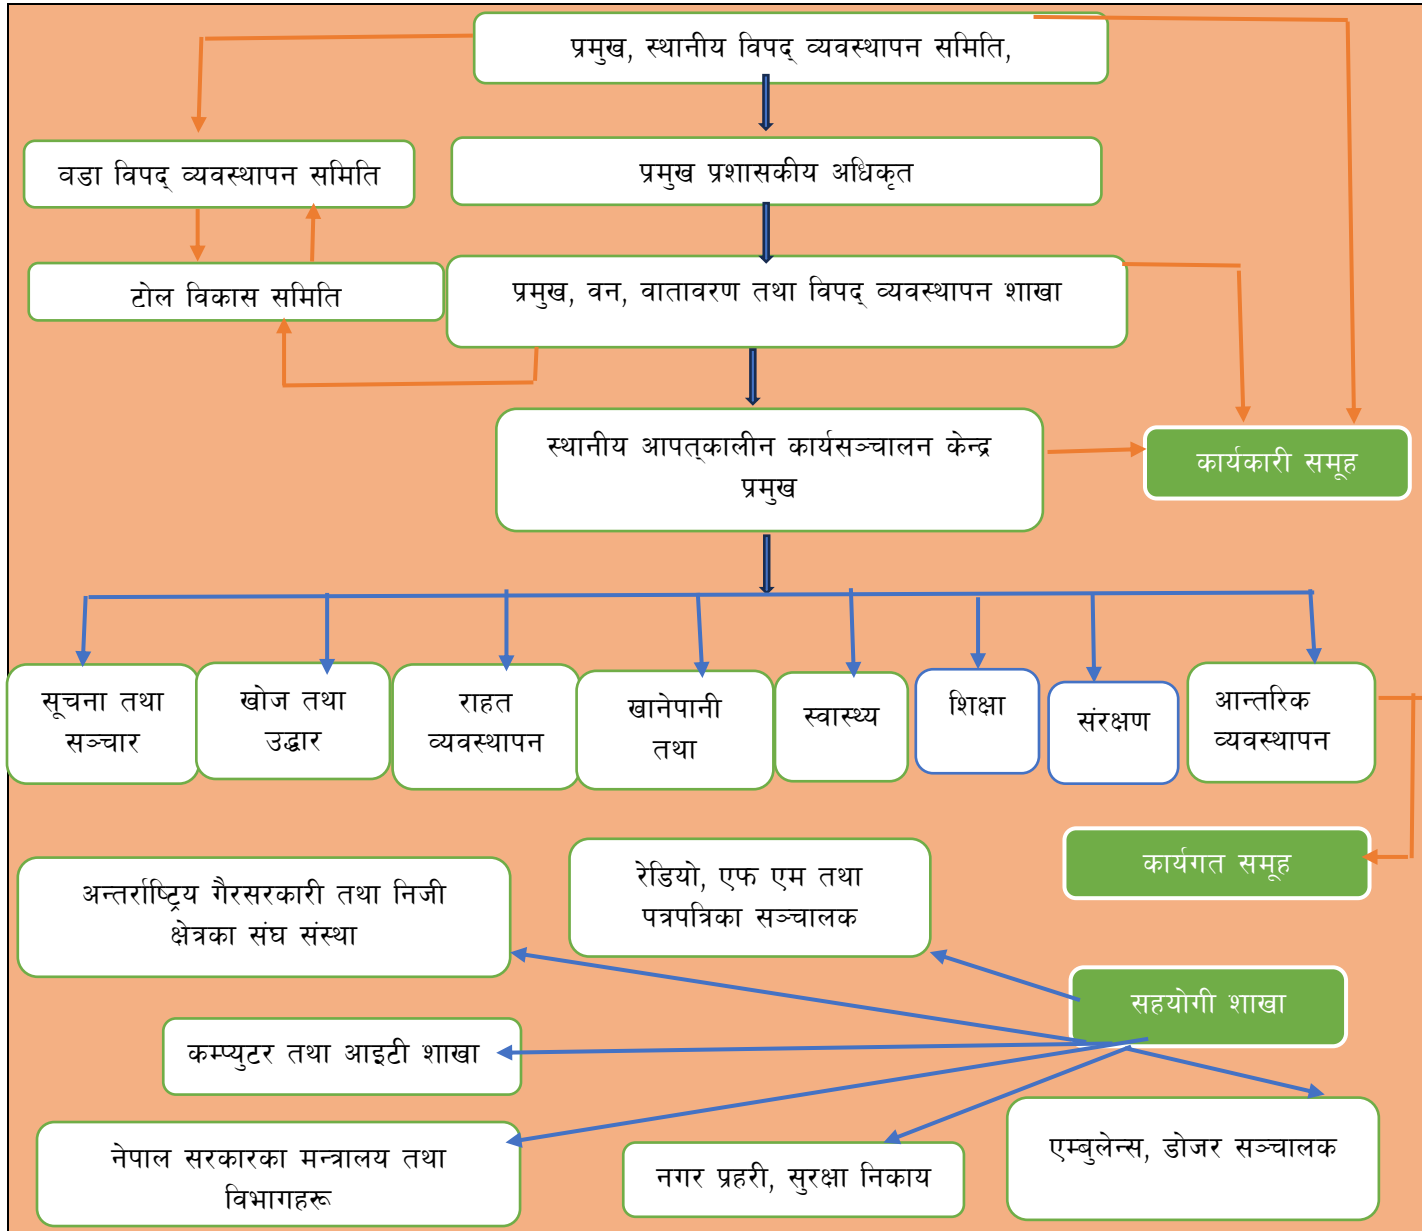 प्रमुख, स्थानीय विपद् व्यवस्थापन समिति,
वडा विपद् व्यवस्थापन समिति
प्रमुख प्रशासकीय अधिकृत
टोल विकास समिति
प्रमुख, वन, वातावरण तथा विपद् व्यवस्थापन शाखा
स्थानीय आपत्‌कालीन कार्यसञ्चालन केन्द्र
प्रमुख
कार्यकारी समूह
सूचना तथा
सञ्चार
खोज तथा
उद्धार
राहत
व्यवस्थापन
खानेपानी
तथा
स्वास्थ्य
शिक्षा
संरक्षण
आन्तरिक
व्यवस्थापन
कार्यगत समूह
अन्तर्राष्ट्रिय गैरसरकारी तथा निजी
क्षेत्रका संघ संस्था
रेडियो, एफ एम तथा
पत्रपत्रिका सञ्चालक
सहयोगी शाखा
कम्प्युटर तथा आइटी शाखा
नेपाल सरकारका मन्त्रालय तथा
विभागहरू
नगर प्रहरी, सुरक्षा निकाय
एम्बुलेन्स, डोजर सञ्चालक